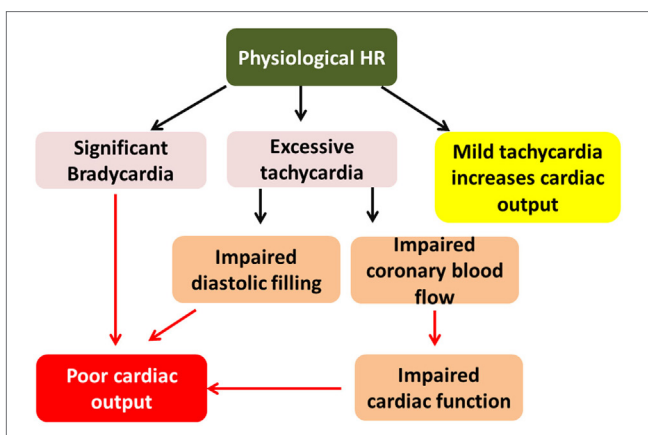 Physiological HR
Significant
Bradycardia
Excessive
tachycardia
Mild tachycardia
increases cardiac
output
Impaired
diastolic filling
Impaired
coronary blood
flow
Poor cardiac
output
Impaired
cardiac function